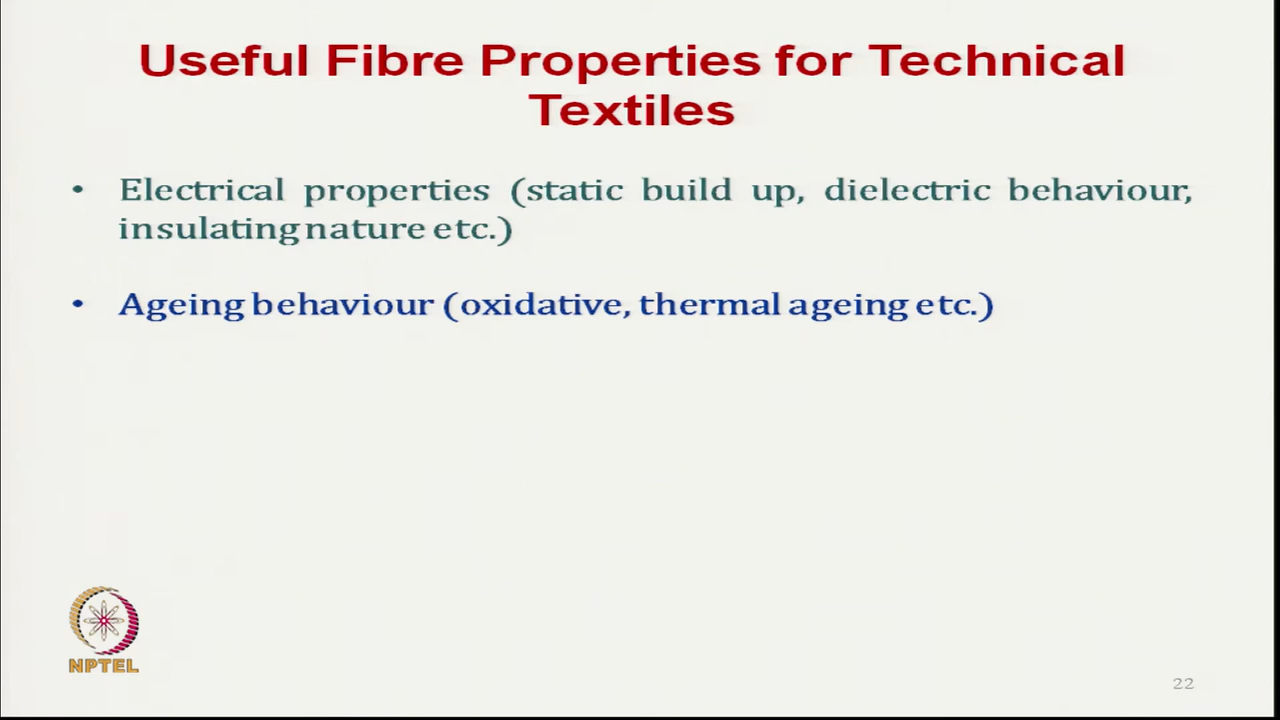 Useful Fibre Properties for Technical
Textiles
• Electrical properties (static build up, dielectric behaviour,
insulating nature etc.)
• Ageing behaviour (oxidative, thermal ageing etc.)
NPTEL
22